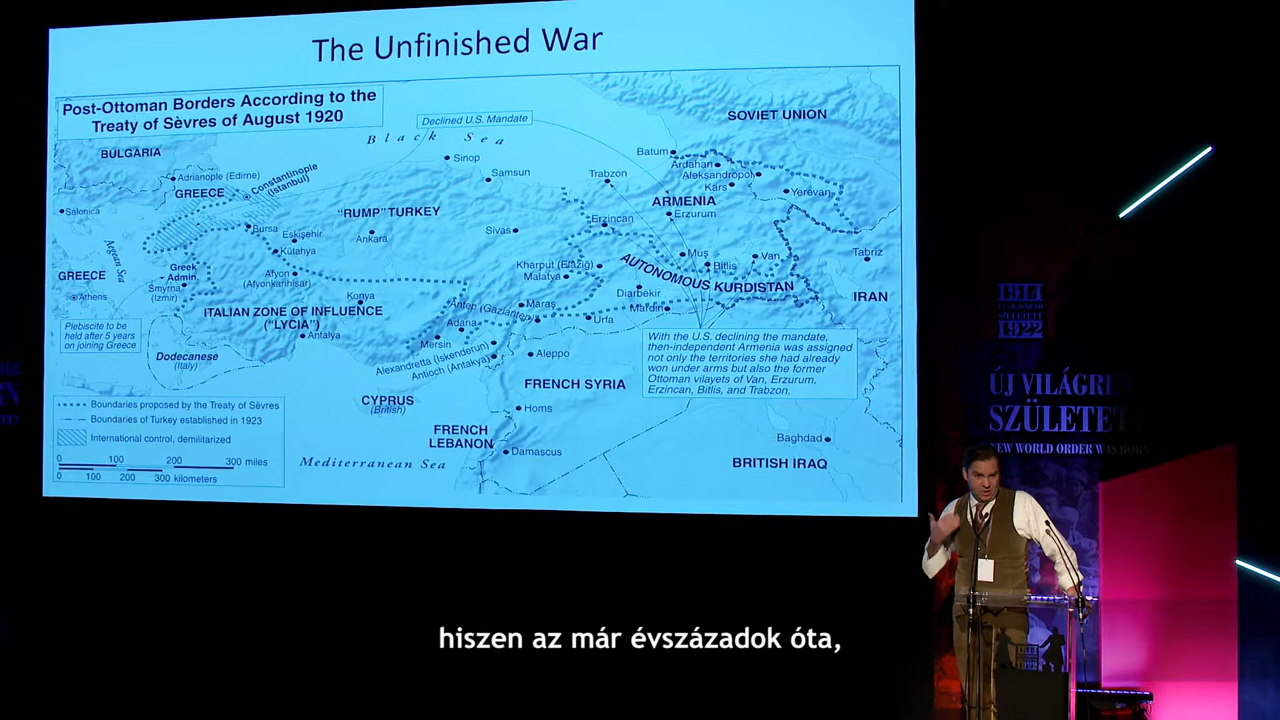 The Unfinished War
Post-Ottoman Borders According to the
Treaty of Sèvres of August 1920
Declined U.S. Mandate
Black Sea
SOVIET UNION
BULGARIA
Adrianople (Edirne)
GREECE
Constantinople
(Istanbul)
Sinop
Samsun
Trabzon
Batum
Ardahan
Aleksandropol
Kars
Yerevan
ARMENIA
Erzurum
Salonica
"RUMP" TURKEY
Ankara
Sivas
Erzincan
Bursa
Eskişehir
Kütahya
Aegean Sea
Tabriz
GREECE
Greek
Admin.
Smyrna
(Izmir)
Afyon
(Afyonkarihisar)
Kharput (Elazığ)
Malatya
Muş
Bitlis
Van
AUTONOMOUS KURDISTAN
IRAN
Athens
Konya
Diarbekir
Mardin
Maraş
Antep (Gaziantep)
Urfa
ITALIAN ZONE OF INFLUENCE
("LYCIA")
Antalya
Adana
Mersin
Plebiscite to be
held after 5 years
on joining Greece
Dodecanese
(Italy)
Alexandretta (Iskenderun)
Antioch (Antakya)
Aleppo
With the U.S. declining the mandate,
then-independent Armenia was assigned
not only the territories she had already
won under arms but also the former
Ottoman vilayets of Van, Erzurum,
Erzincan, Bitlis, and Trabzon.
FRENCH SYRIA
CYPRUS
(British)
Homs
FRENCH
LEBANON
Damascus
Baghdad
BRITISH IRAQ
Mediterranean Sea
Boundaries proposed by the Treaty of Sèvres
Boundaries of Turkey established in 1923
International control, demilitarized
0 100 200 300 miles
0 100 200 300 kilometers
1914
1922
ÚJ VILÁGR
SZÜLETET
NEW WORLD ORDER WAS BORN
hiszen az már évszázadok óta,